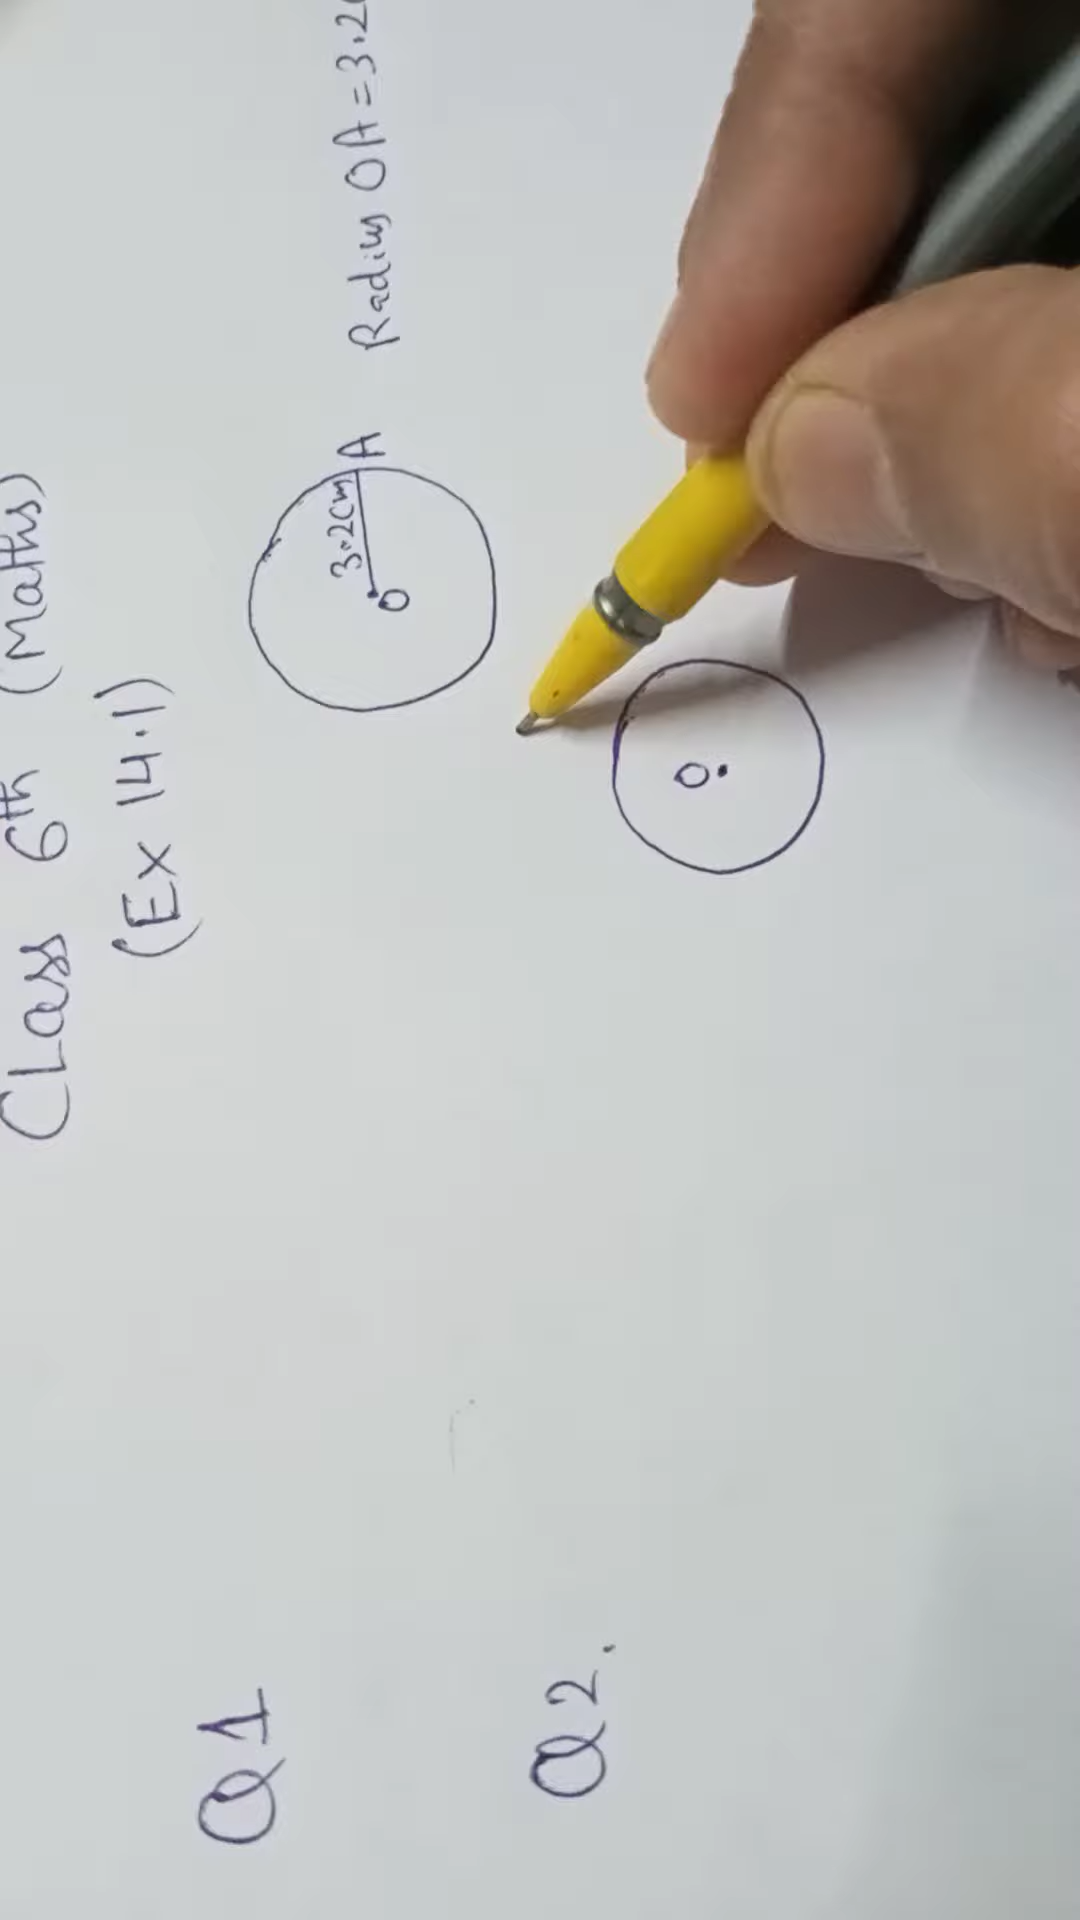 CLass 6th (Maths)
(Ex 14.1)
Q1
3.2cm
A
O
Radius OA = 3.2
Q2.
O